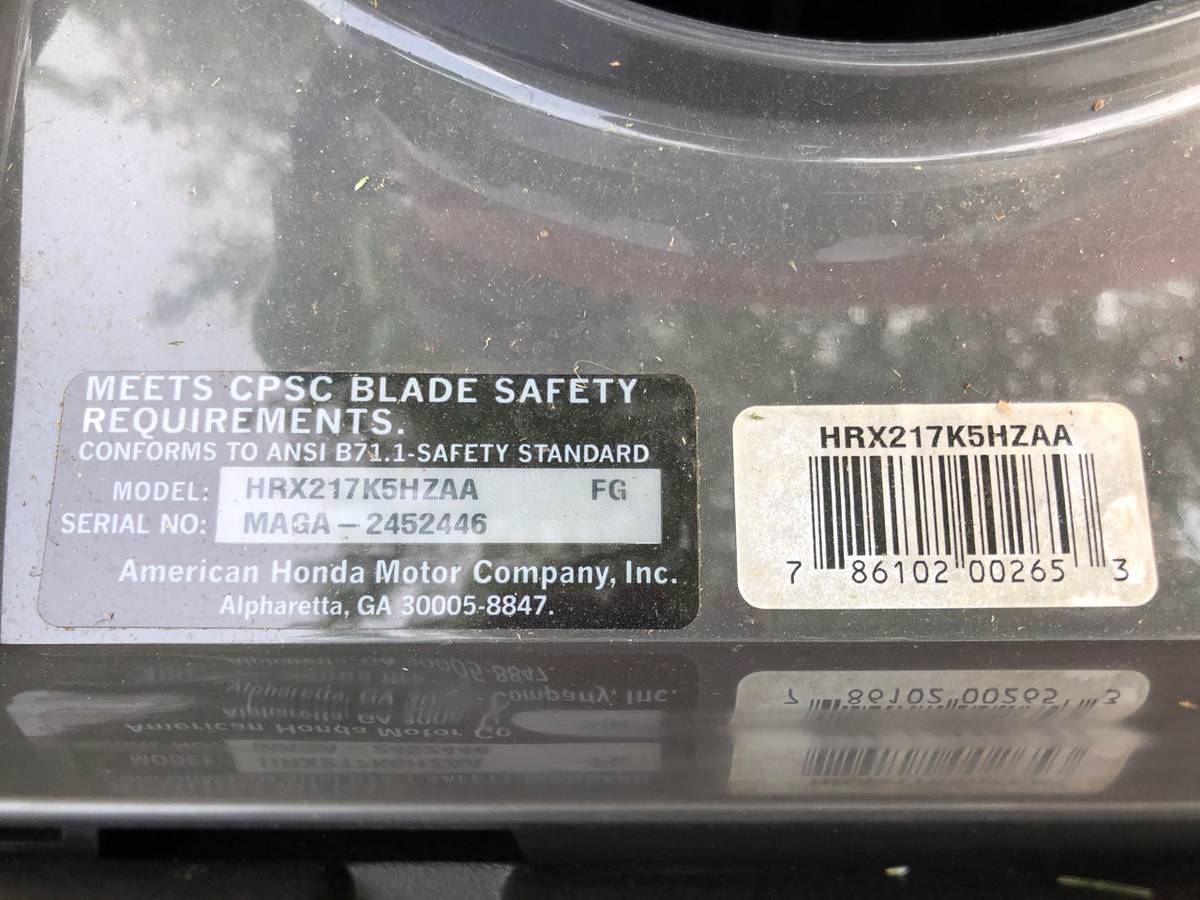 MEETS CPSC BLADE SAFETY
REQUIREMENTS.
CONFORMS TO ANSI B71.1-SAFETY STANDARD
MODEL: HRX217K5HZAA FG
SERIAL NO: MAGA – 2452446
American Honda Motor Company, Inc.
Alpharetta, GA 30005-8847.
HRX217K5HZAA
7 86102 00265 3